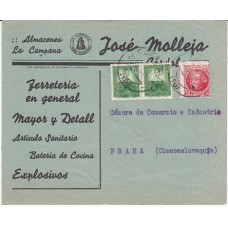 Almacenes
La Campana
José Molleja
Ferretería
en general
Mayor y Detall
Artículo Sanitario
Batería de Cocina
Explosivos
Cámara de Comercio e Industria
PRAHA (Checoeslovaquia)